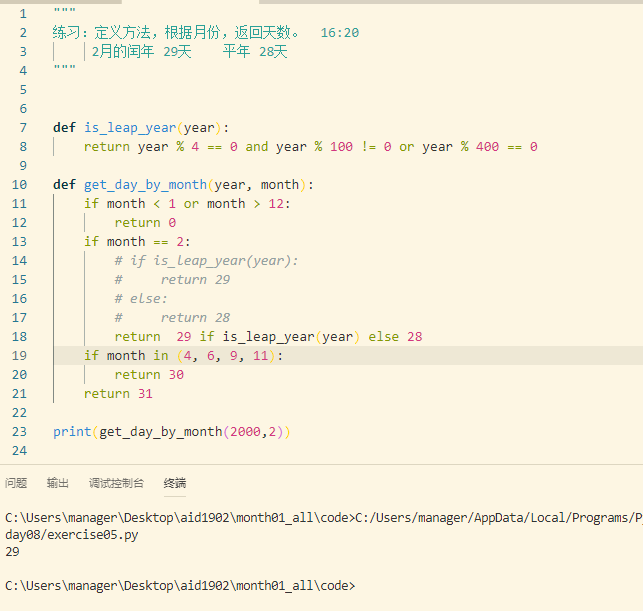 1 """
2 练习：定义方法，根据月份，返回天数。 16:20
3 2月的闰年 29天 平年 28天
4 """
5
6
7 def is_leap_year(year):
8 return year % 4 == 0 and year % 100 != 0 or year % 400 == 0
9
10 def get_day_by_month(year, month):
11 if month < 1 or month > 12:
12 return 0
13 if month == 2:
14 # if is_leap_year(year):
15 # return 29
16 # else:
17 # return 28
18 return 29 if is_leap_year(year) else 28
19 if month in (4, 6, 9, 11):
20 return 30
21 return 31
22
23 print(get_day_by_month(2000,2))
24
问题 输出 调试控制台 终端
C:\Users\manager\Desktop\aid1902\month01_all\code>C:/Users/manager/AppData/Local/Programs/
day08/exercise05.py
29
C:\Users\manager\Desktop\aid1902\month01_all\code>